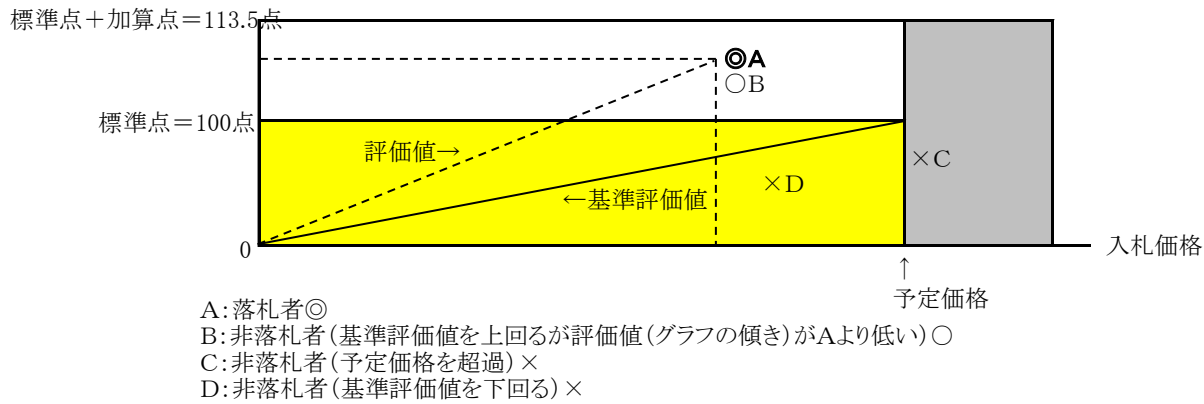 標準点+加算点=113.5点
◎A
○B
標準点=100点
評価値→
×C
×D
←基準評価値
0
入札価格
↑
予定価格
A:落札者◎
B:非落札者(基準評価値を上回るが評価値(グラフの傾き)がAより低い)○
C:非落札者(予定価格を超過)×
D:非落札者(基準評価値を下回る)×